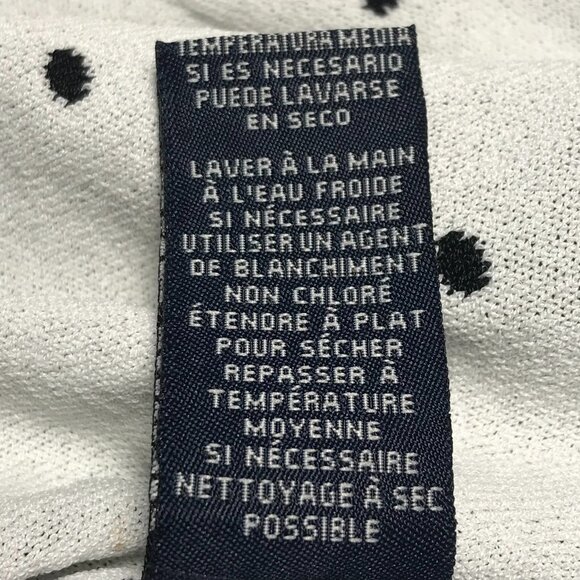 TEMPERATURA MEDIA
SI ES NECESARIO
PUEDE LAVARSE
EN SECO
LAVER À LA MAIN
À L'EAU FROIDE
SI NÉCESSAIRE
UTILISER UN AGENT
DE BLANCHIMENT
NON CHLORÉ
ÉTENDRE À PLAT
POUR SÉCHER
REPASSER À
TEMPÉRATURE
MOYENNE
SI NÉCESSAIRE
NETTOYAGE À SEC
POSSIBLE